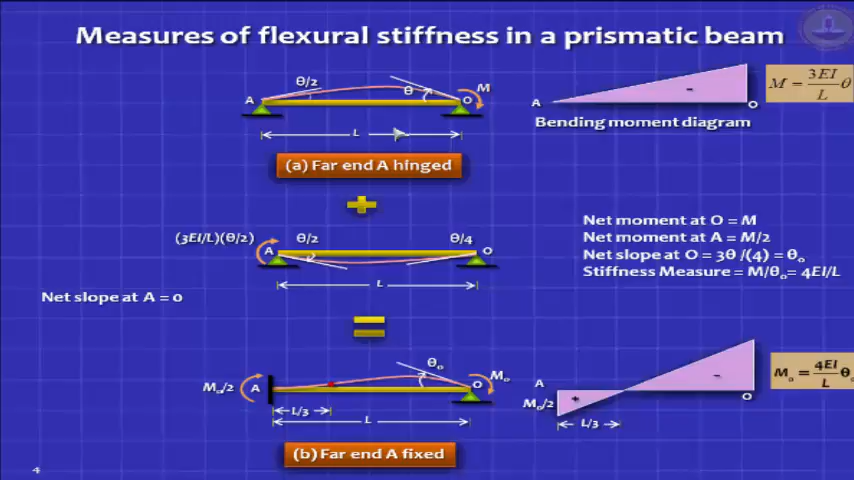 Measures of flexural stiffness in a prismatic beam
θ/2
θ
M
A
O
L
(a) Far end A hinged
A
O
-
Bending moment diagram
M = 3EI/L θ
(3EI/L)(θ/2)
A
θ/2
θ/4
O
L
Net slope at A = 0
Net moment at O = M
Net moment at A = M/2
Net slope at O = 3θ /(4) = θₒ
Stiffness Measure = M/θₒ= 4EI/L
Mₒ/2
A
θₒ
Mₒ
O
L/3
L
(b) Far end A fixed
A
Mₒ/2
+
-
O
L/3
Mₒ = 4EI/L θₒ
4